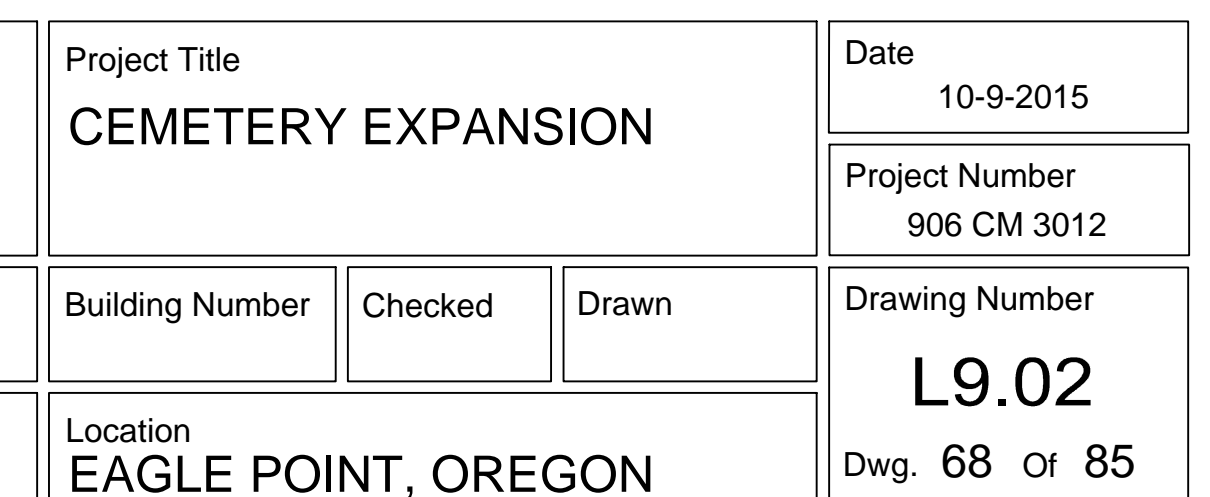 Project Title
CEMETERY EXPANSION
Date
10-9-2015
Project Number
906 CM 3012
Building Number
Checked
Drawn
Drawing Number
L9.02
Dwg. 68 Of 85
Location
EAGLE POINT, OREGON